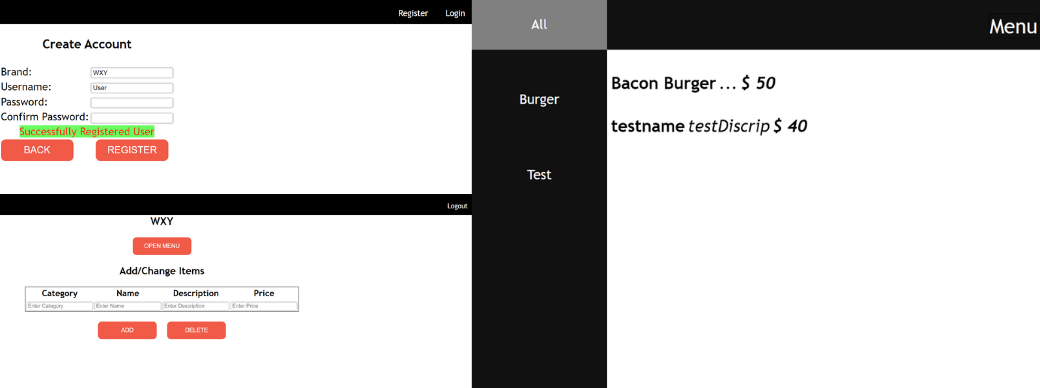 Register Login
Create Account
Brand: WXY
Username: User
Password:
Confirm Password:
Successfully Registered User
BACK REGISTER
Logout
WXY
OPEN MENU
Add/Change Items
Category Name Description Price
Enter Category Enter Name Enter Description Enter Price
ADD DELETE
All
Burger
Test
Menu
Bacon Burger ... $ 50
testname testDiscrip $ 40